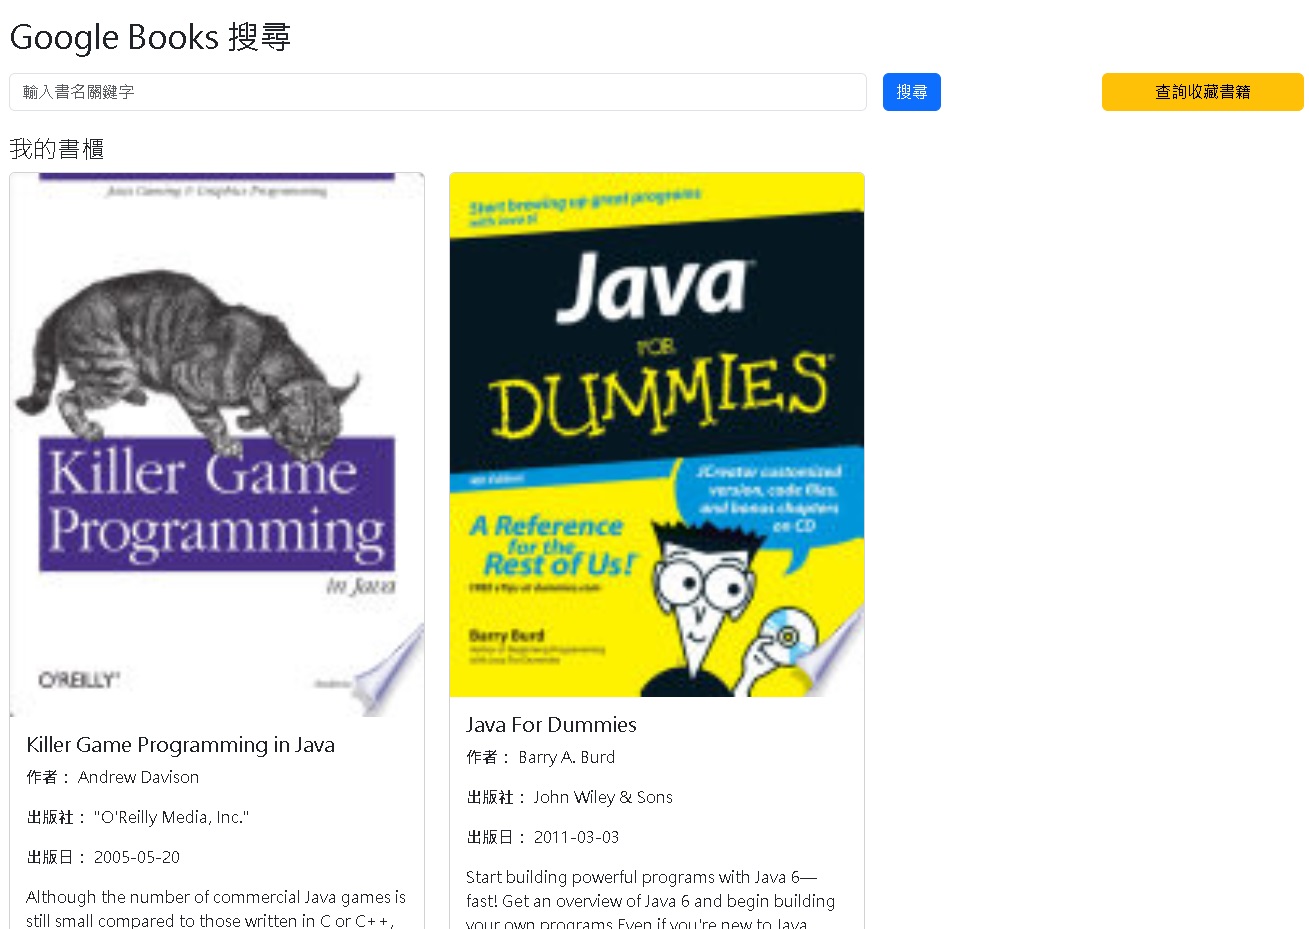 Google Books 搜尋
輸入書名關鍵字
搜尋
查詢收藏書籍
我的書櫃
Java Gaming & Graphics Programming
Killer Game
Programming
in Java
O'REILLY®
Start brewing up great programs
with Java 6!
Java™
FOR
DUMMIES®
4th Edition
JCreator customized
version, code files,
and bonus chapters
on CD
A Reference
for the
Rest of Us!®
FREE eTips at dummies.com
Barry Burd
Killer Game Programming in Java
作者： Andrew Davison
出版社： "O'Reilly Media, Inc."
出版日： 2005-05-20
Although the number of commercial Java games is
still small compared to those written in C or C++,
Java For Dummies
作者： Barry A. Burd
出版社： John Wiley & Sons
出版日： 2011-03-03
Start building powerful programs with Java 6—
fast! Get an overview of Java 6 and begin building
your own programs Even if you're new to Java